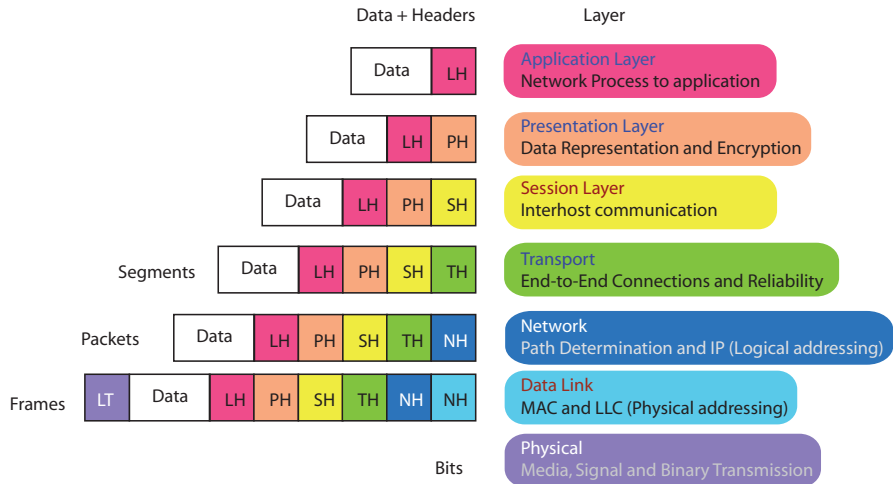 Data + Headers Layer
Data LH Application Layer
Network Process to application
Data LH PH Presentation Layer
Data Representation and Encryption
Data LH PH SH Session Layer
Interhost communication
Segments Data LH PH SH TH Transport
End-to-End Connections and Reliability
Packets Data LH PH SH TH NH Network
Path Determination and IP (Logical addressing)
Frames LT Data LH PH SH TH NH NH Data Link
MAC and LLC (Physical addressing)
Bits Physical
Media, Signal and Binary Transmission